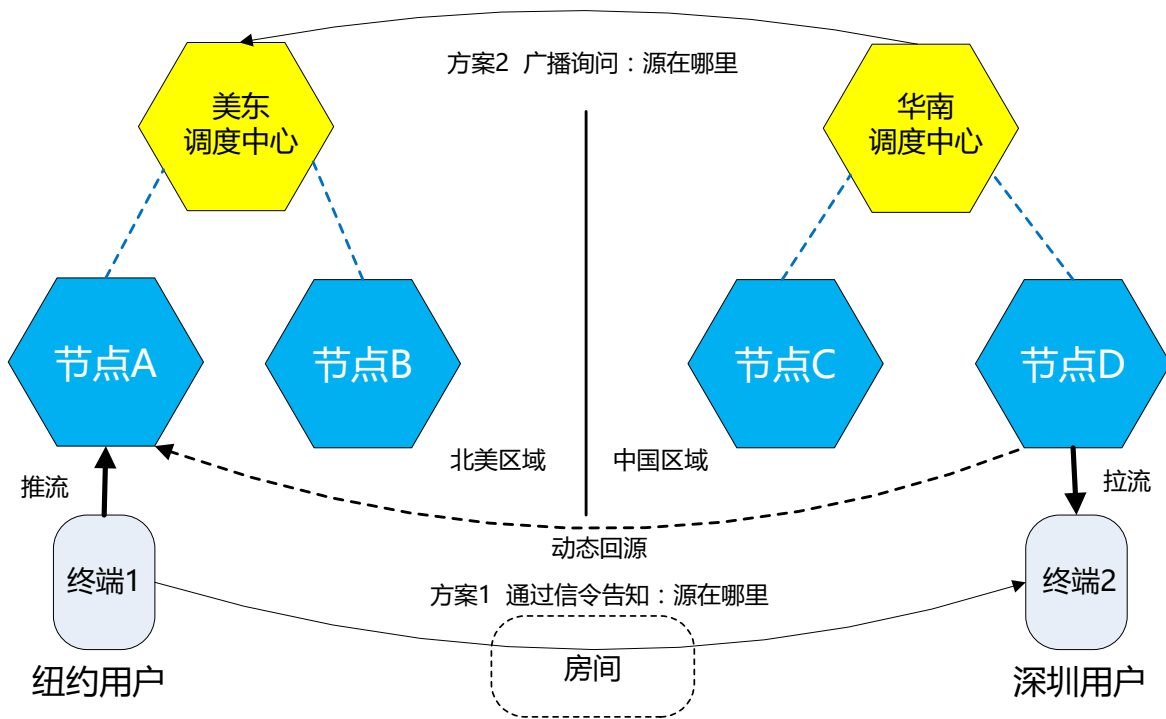 方案2 广播询问：源在哪里
美东
调度中心
华南
调度中心
节点A
节点B
节点C
节点D
北美区域
中国区域
推流
拉流
动态回源
终端1
方案1 通过信令告知：源在哪里
终端2
房间
纽约用户
深圳用户